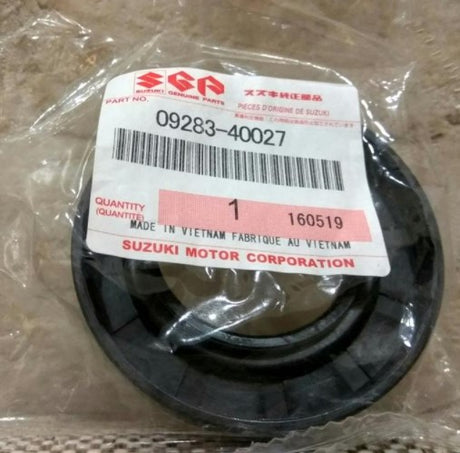 SGP
SUZUKI GENUINE PARTS
スズキ純正部品
PIECES D'ORIGINE DE SUZUKI
PART NO.
09283-40027
QUANTITY
(QUANTITE)
1
160519
MADE IN VIETNAM FABRIQUE AU VIETNAM
SUZUKI MOTOR CORPORATION